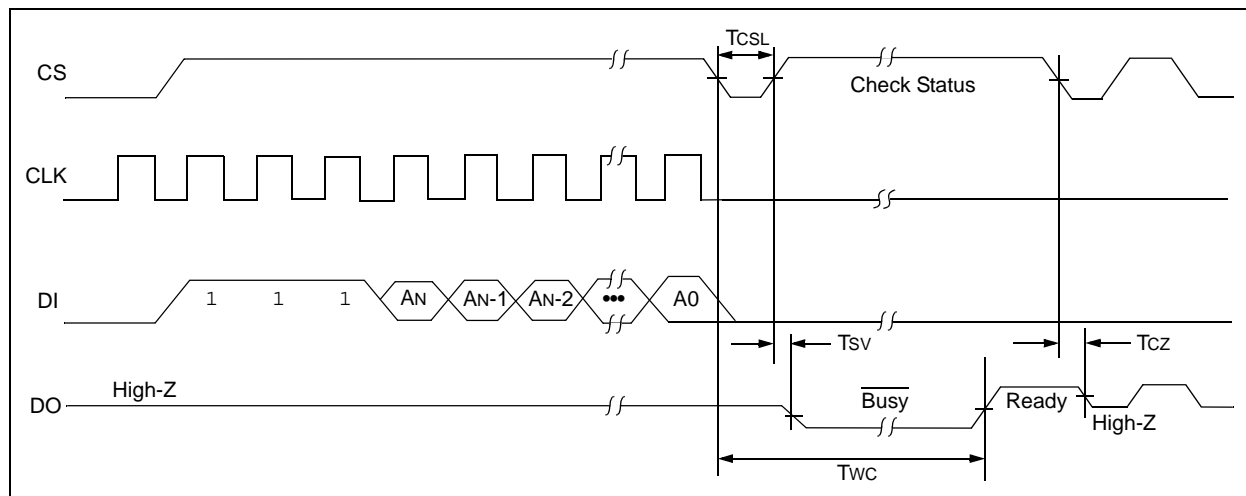 TCSL
CS
Check Status
CLK
DI
1 1 1 AN AN-1 AN-2 ••• A0
TSV
TCZ
High-Z
DO
Busy
Ready
High-Z
TWC